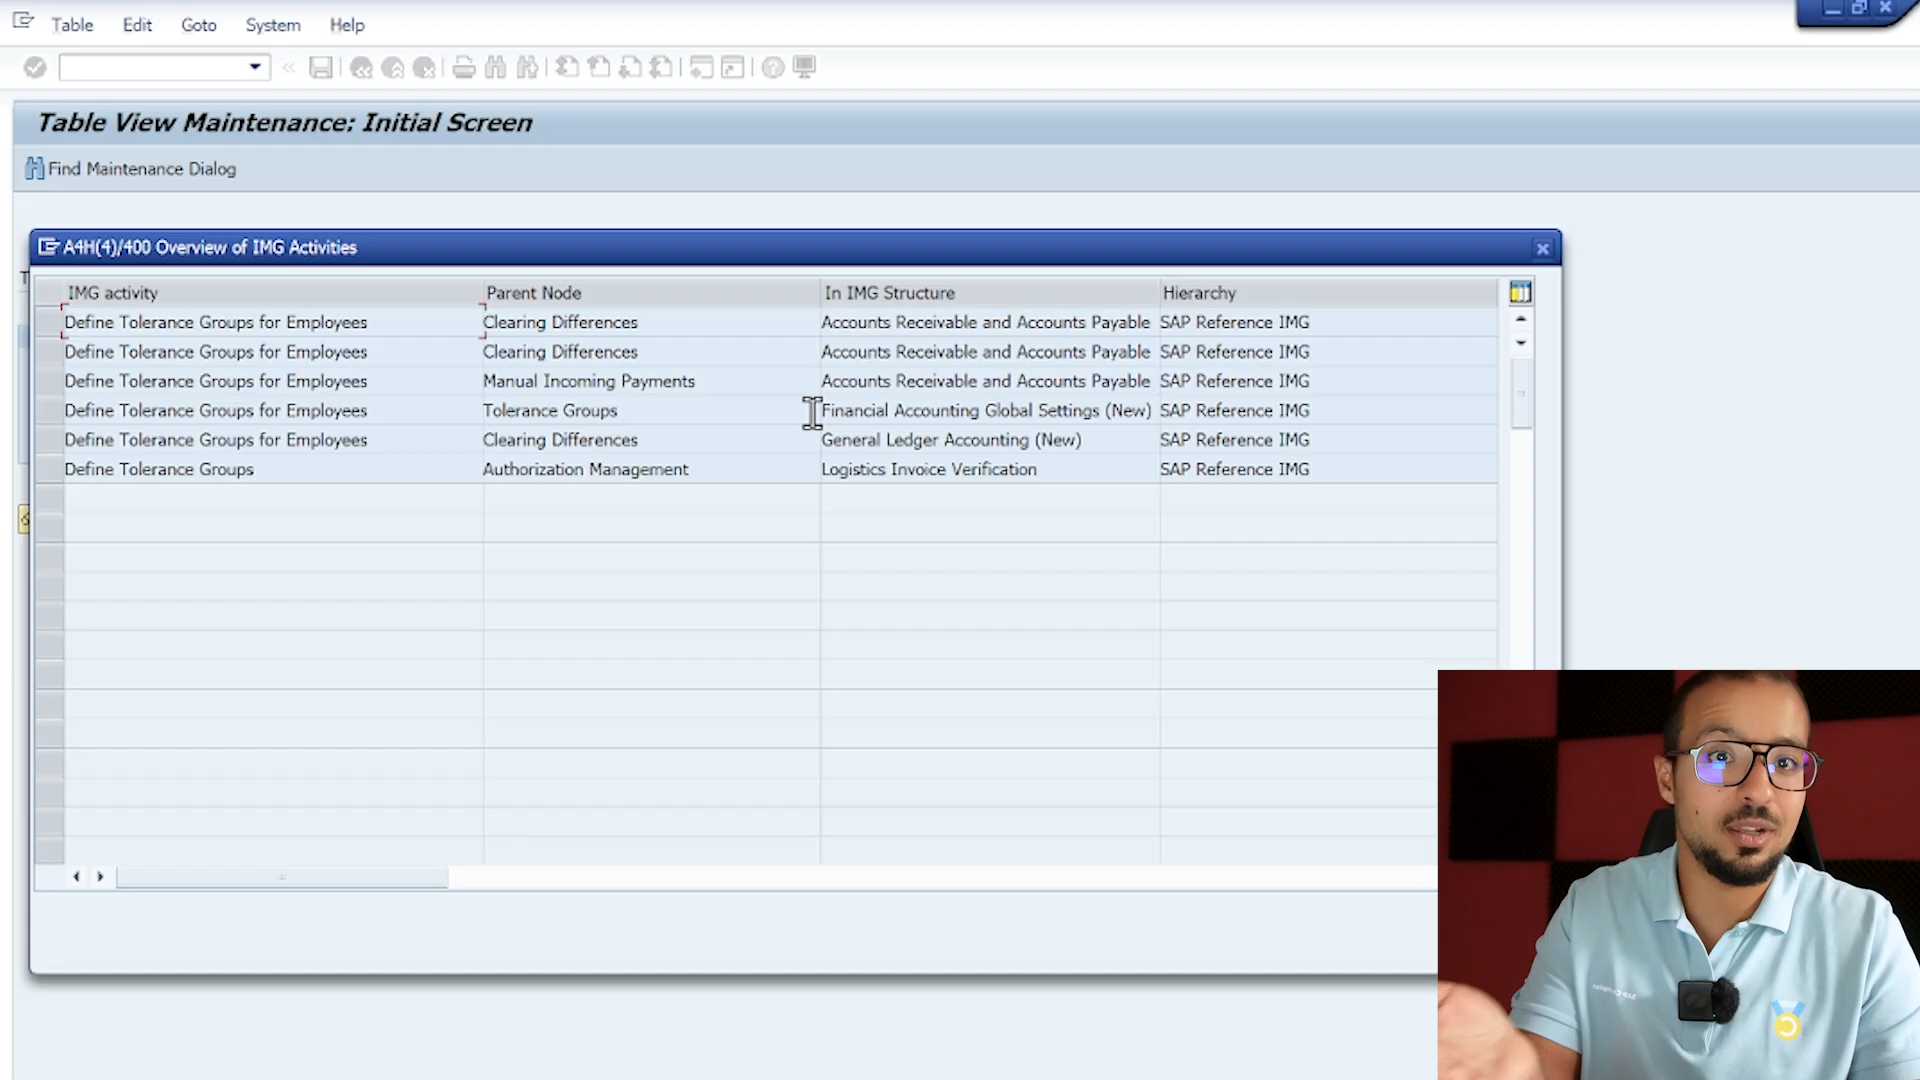 Table Edit Goto System Help
Table View Maintenance: Initial Screen
Find Maintenance Dialog
A4H(4)/400 Overview of IMG Activities
IMG activity Parent Node In IMG Structure Hierarchy
Define Tolerance Groups for Employees Clearing Differences Accounts Receivable and Accounts Payable SAP Reference IMG
Define Tolerance Groups for Employees Clearing Differences Accounts Receivable and Accounts Payable SAP Reference IMG
Define Tolerance Groups for Employees Manual Incoming Payments Accounts Receivable and Accounts Payable SAP Reference IMG
Define Tolerance Groups for Employees Tolerance Groups Financial Accounting Global Settings (New) SAP Reference IMG
Define Tolerance Groups for Employees Clearing Differences General Ledger Accounting (New) SAP Reference IMG
Define Tolerance Groups Authorization Management Logistics Invoice Verification SAP Reference IMG